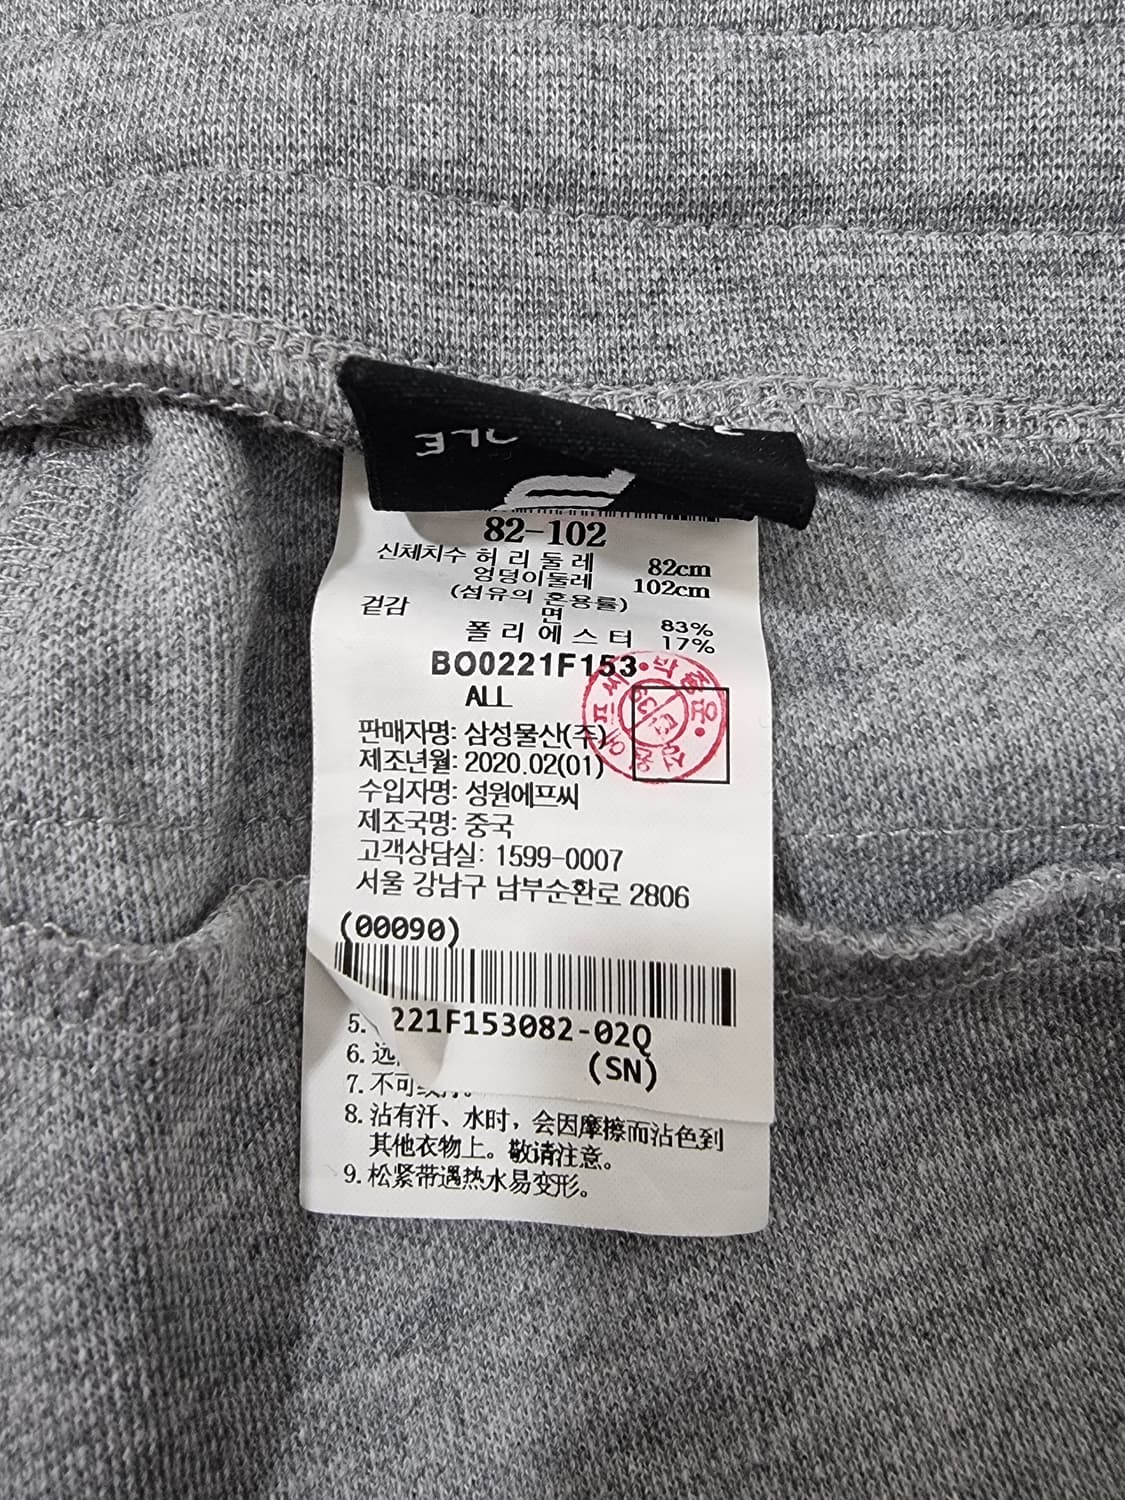 82-102
신체치수 허리둘레 82cm
엉덩이둘레 102cm
(섬유의 혼용률)
겉감 면 83%
폴리에스터 17%
BO0221F153
ALL
판매자명: 삼성물산(주)
제조년월: 2020.02(01)
수입자명: 성원에프씨
제조국명: 중국
고객상담실: 1599-0007
서울 강남구 남부순환로 2806
(00090)
221F153082-02Q
(SN)
5.
6. 远
7. 不可
8. 沾有汗、水时，会因摩擦而沾色到
其他衣物上。敬请注意。
9. 松紧带遇热水易变形。